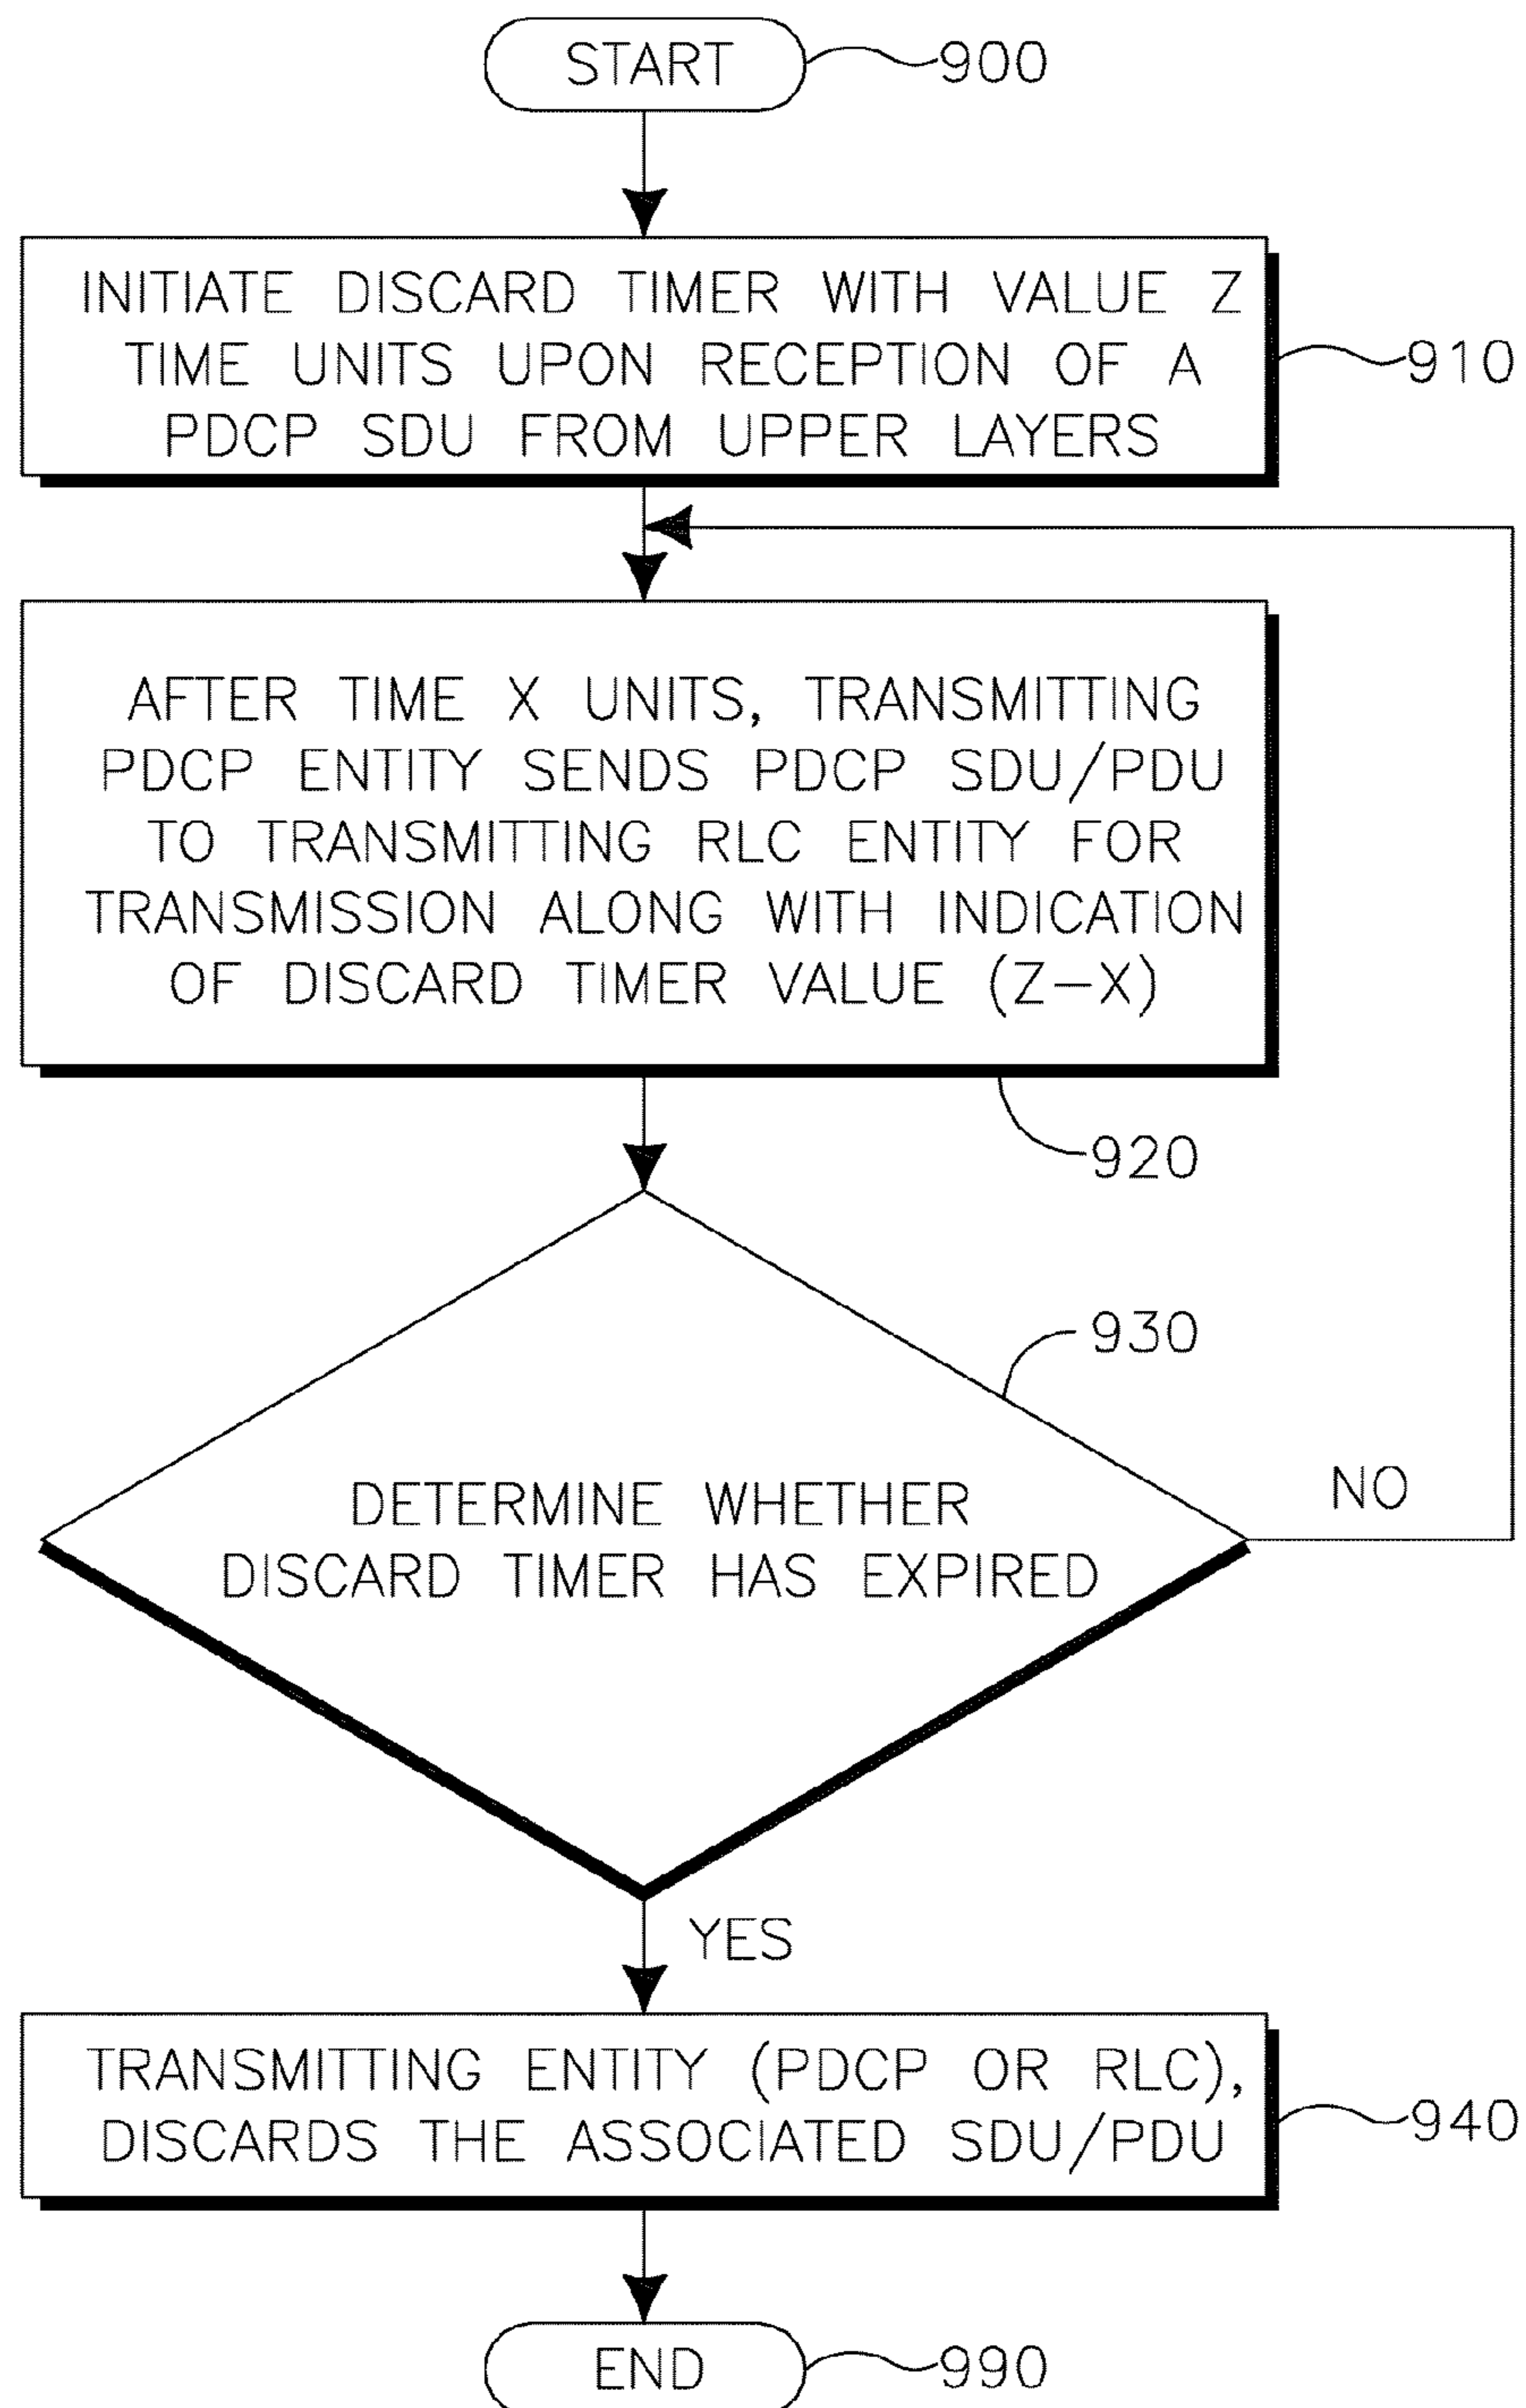 START
900
INITIATE DISCARD TIMER WITH VALUE Z
TIME UNITS UPON RECEPTION OF A
PDCP SDU FROM UPPER LAYERS
910
AFTER TIME X UNITS, TRANSMITTING
PDCP ENTITY SENDS PDCP SDU/PDU
TO TRANSMITTING RLC ENTITY FOR
TRANSMISSION ALONG WITH INDICATION
OF DISCARD TIMER VALUE (Z-X)
920
930
DETERMINE WHETHER
DISCARD TIMER HAS EXPIRED
NO
YES
TRANSMITTING ENTITY (PDCP OR RLC),
DISCARDS THE ASSOCIATED SDU/PDU
940
END
990